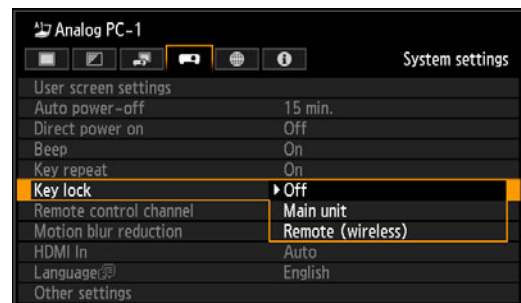 Analog PC-1
System settings
User screen settings
Auto power-off 15 min.
Direct power on Off
Beep On
Key repeat On
Key lock Off
Main unit
Remote control channel Remote (wireless)
Motion blur reduction
HDMI In Auto
Language English
Other settings